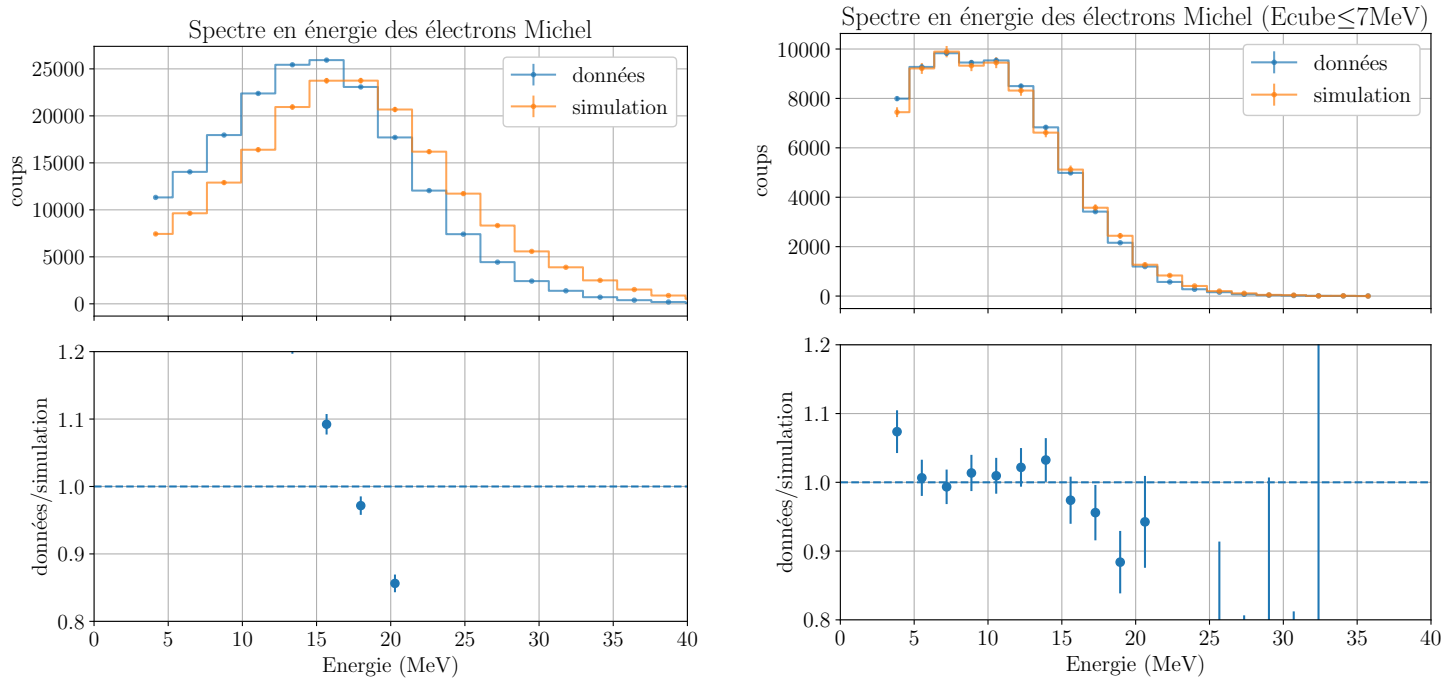 Spectre en énergie des électrons Michel
25000
20000
15000
10000
5000
0
coups
données
simulation
1.2
1.1
1.0
0.9
0.8
données/simulation
0 5 10 15 20 25 30 35 40
Energie (MeV)
Spectre en énergie des électrons Michel (Ecube≤7MeV)
10000
8000
6000
4000
2000
0
coups
données
simulation
1.2
1.1
1.0
0.9
0.8
données/simulation
0 5 10 15 20 25 30 35 40
Energie (MeV)